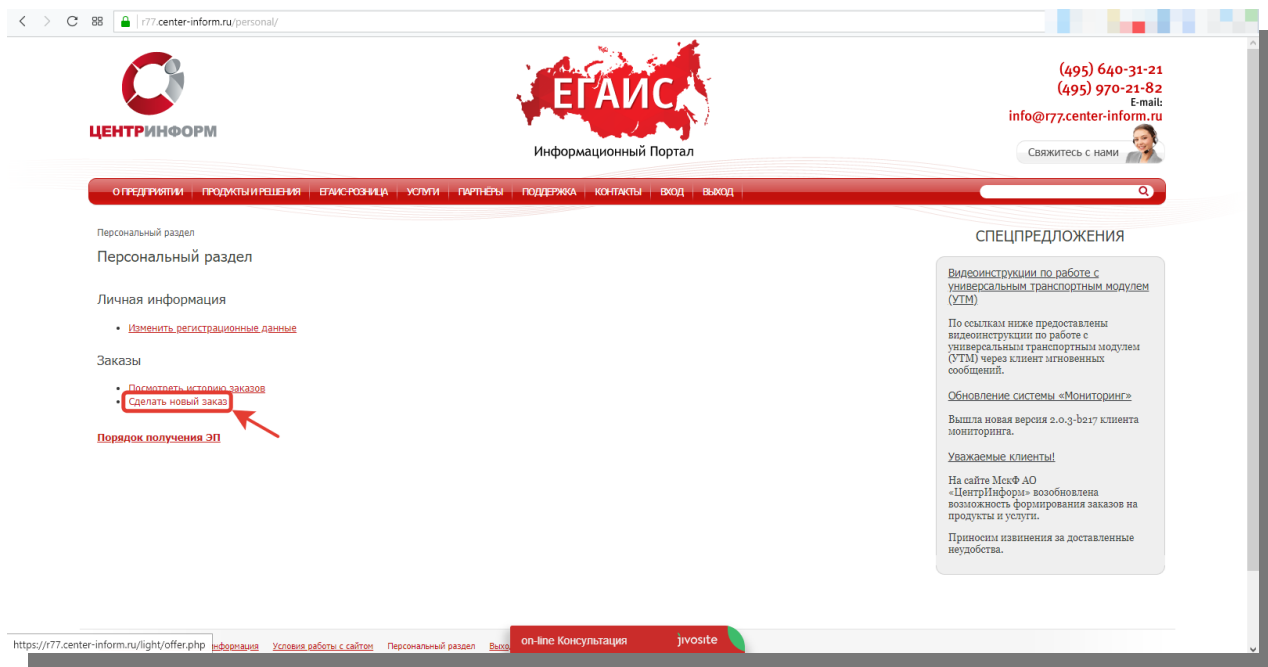 r77.center-inform.ru/personal/
ЦЕНТРИНФОРМ
ЕГАИС
Информационный Портал
(495) 640-31-21
(495) 970-21-82
E-mail:
info@r77.center-inform.ru
Свяжитесь с нами
О ПРЕДПРИЯТИИ ПРОДУКТЫ И РЕШЕНИЯ ЕГАИС-РОЗНИЦА УСЛУГИ ПАРТНЁРЫ ПОДДЕРЖКА КОНТАКТЫ ВХОД ВЫХОД
Персональный раздел
Персональный раздел
Личная информация
Изменить регистрационные данные
Заказы
Посмотреть историю заказов
Сделать новый заказ
Порядок получения ЭП
СПЕЦПРЕДЛОЖЕНИЯ
Видеоинструкции по работе с
универсальным транспортным модулем
(УТМ)
По ссылкам ниже предоставлены
видеоинструкции по работе с
универсальным транспортным модулем
(УТМ) через клиент мгновенных
сообщений.
Обновление системы «Мониторинг»
Вышла новая версия 2.0.3-b217 клиента
мониторинга.
Уважаемые клиенты!
На сайте МскФ АО
«ЦентрИнформ» возобновлена
возможность формирования заказов на
продукты и услуги.
Приносим извинения за доставленные
неудобства.
https://r77.center-inform.ru/light/offer.php нформация Условия работы с сайтом Персональный раздел Выхо
on-line Консультация jivosite